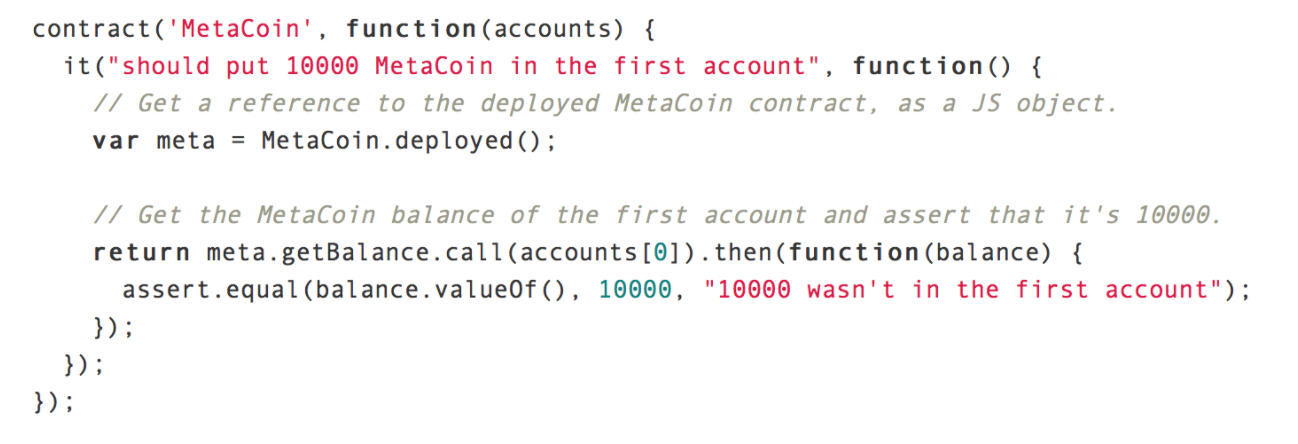 contract('MetaCoin', function(accounts) {
  it("should put 10000 MetaCoin in the first account", function() {
    // Get a reference to the deployed MetaCoin contract, as a JS object.
    var meta = MetaCoin.deployed();

    // Get the MetaCoin balance of the first account and assert that it's 10000.
    return meta.getBalance.call(accounts[0]).then(function(balance) {
      assert.equal(balance.valueOf(), 10000, "10000 wasn't in the first account");
    });
  });
});